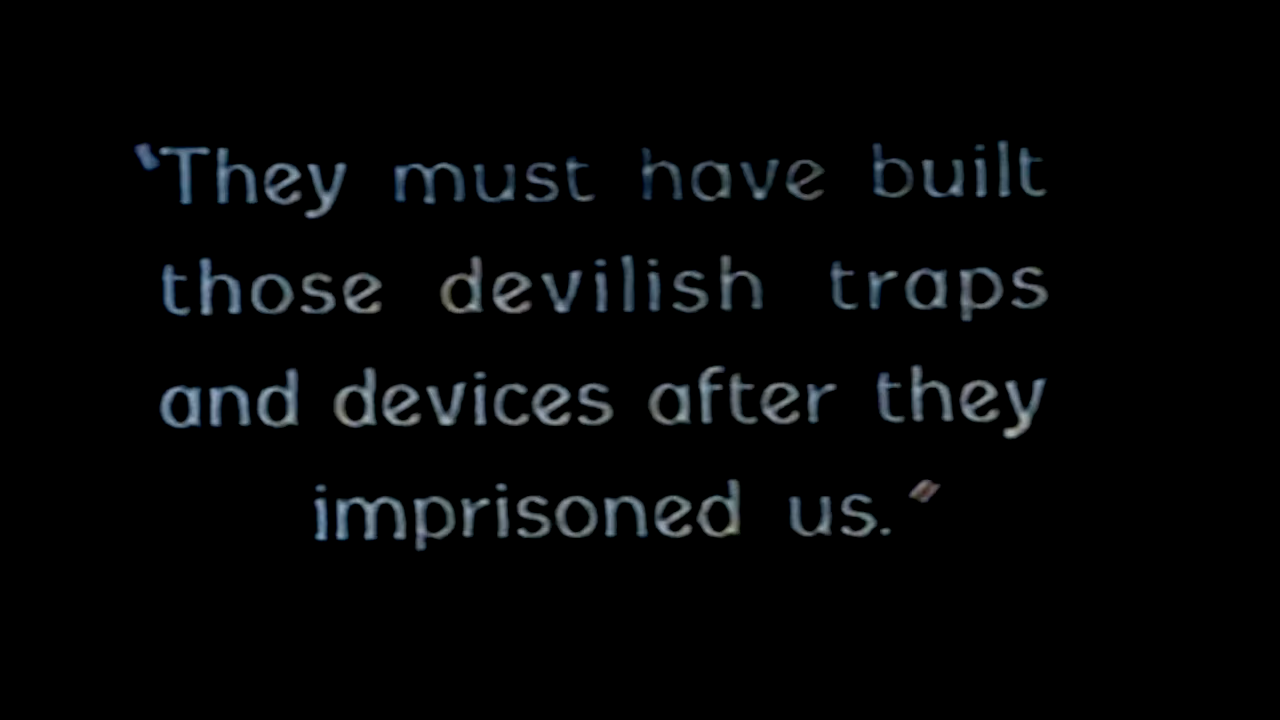 "They must have built
those devilish traps
and devices after they
imprisoned us."